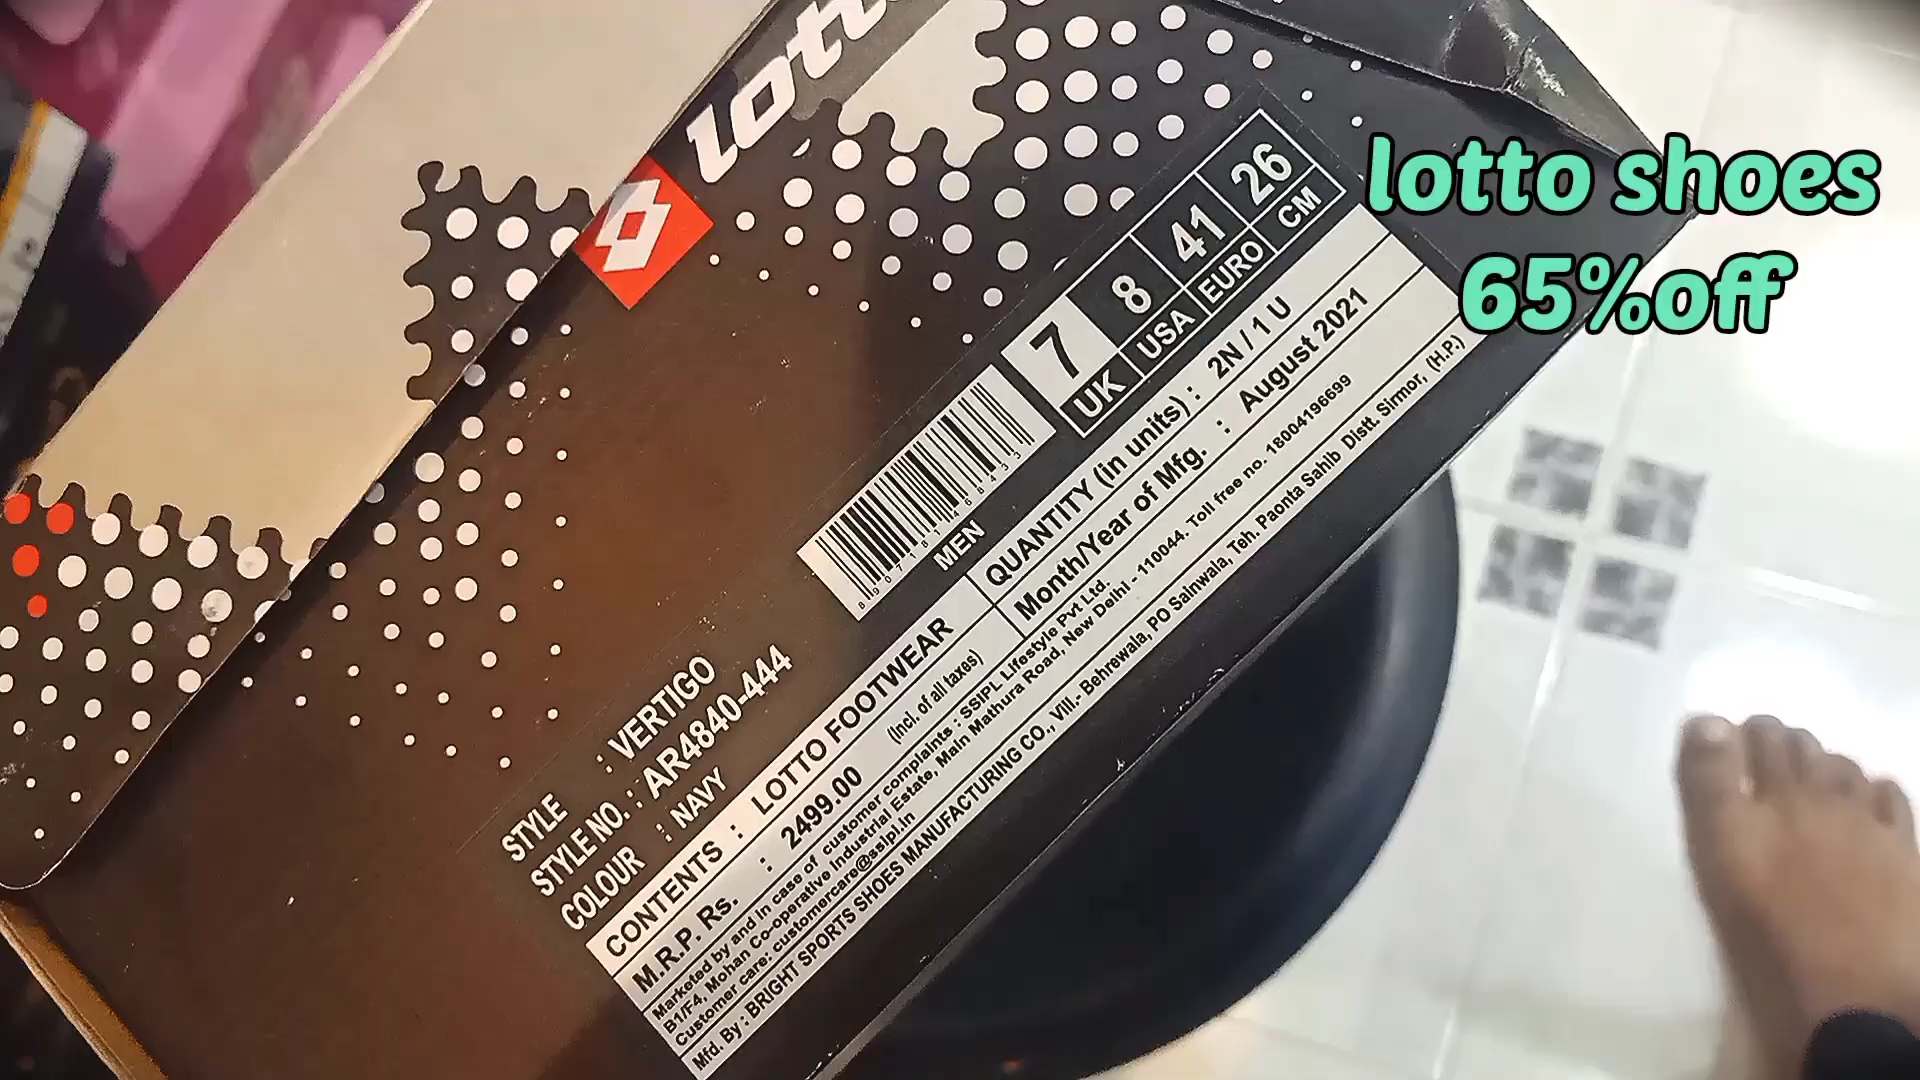 lotto
lotto shoes
65%off
7 8 41 26
UK USA EURO CM
MEN
STYLE : VERTIGO
STYLE NO. : AR4840-444
COLOUR : NAVY
CONTENTS : LOTTO FOOTWEAR
QUANTITY (in units) : 2N / 1 U
M.R.P. Rs. : 2499.00 (Incl. of all taxes)
Month/Year of Mfg. : August 2021
Marketed by and in case of customer complaints : SSIPL Lifestyle Pvt Ltd.
B1/F4, Mohan Co-operative Industrial Estate, Main Mathura Road, New Delhi - 110044. Toll free no. 18004196699
Customer care: customercare@ssipl.in
Mfd. By : BRIGHT SPORTS SHOES MANUFACTURING CO., Vill.- Behrewala, PO Sainwala, Teh. Paonta Sahib Distt. Sirmor, (H.P.)